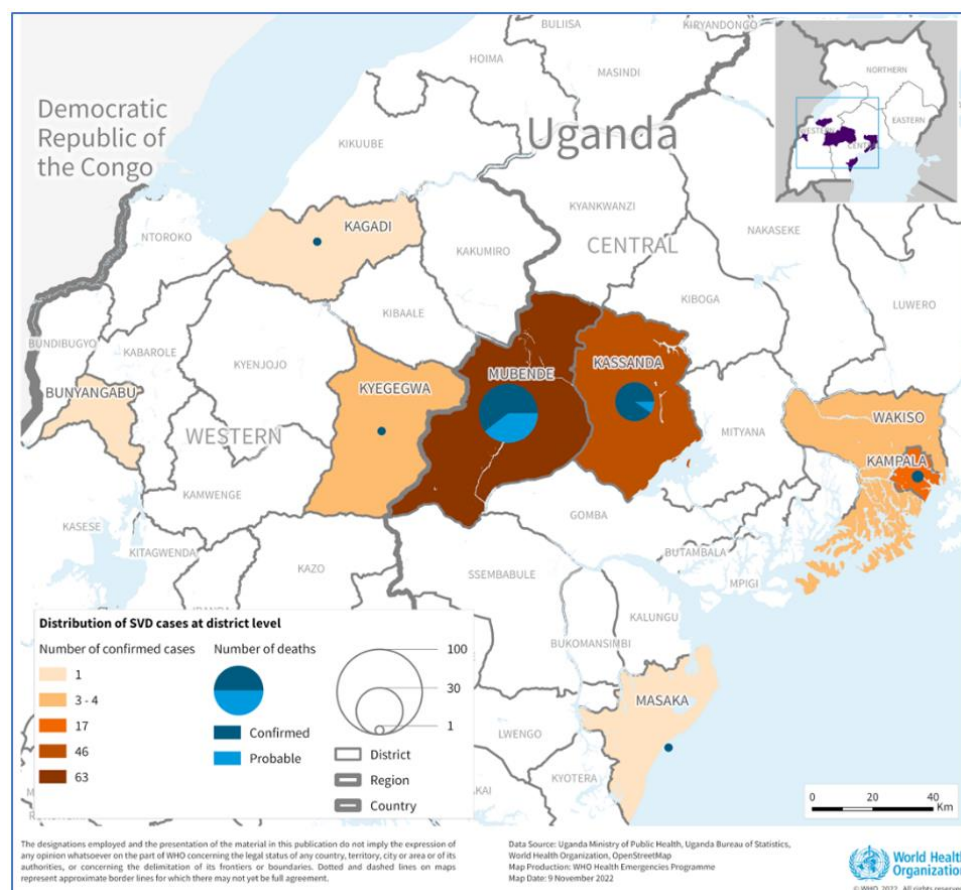 BULIISA
KIRYANDONGO
HOIMA
MASINDI
NORTHERN
EASTERN
WESTERN
Democratic
Republic of
the Congo
Uganda
KIKUUBE
KYANKWANZI
NTOROKO
KAGADI
KAKUMIRO
CENTRAL
NAKASEKE
KIBOGA
LUWERO
BUNDIBUGYO
KABAROLE
KIBAALE
KYENJOJO
BUNYANGABU
KYEGEGWA
MUBENDE
KASSANDA
WESTERN
MITYANA
WAKISO
KAMPALA
KAMWENGE
KASESE
KITAGWENDA
GOMBA
BUTAMBALA
MPIGI
KAZO
SSEMBABULE
KALUNGU
BUKOMANSIMBI
MASAKA
LWENGO
KYOTERA
Distribution of SVD cases at district level
Number of confirmed cases
1
3 - 4
17
46
63
Number of deaths
Confirmed
Probable
100
30
1
District
Region
Country
0 20 40
Km
The designations employed and the presentation of the material in this publication do not imply the expression of
any opinion whatsoever on the part of WHO concerning the legal status of any country, territory, city or area or of its
authorities, or concerning the delimitation of its frontiers or boundaries. Dotted and dashed lines on maps
represent approximate border lines for which there may not yet be full agreement.
Data Source: Uganda Ministry of Public Health, Uganda Bureau of Statistics,
World Health Organization, OpenStreetMap
Map Production: WHO Health Emergencies Programme
Map Date: 9 November 2022
World Health
Organization
© WHO 2022. All rights reserved.